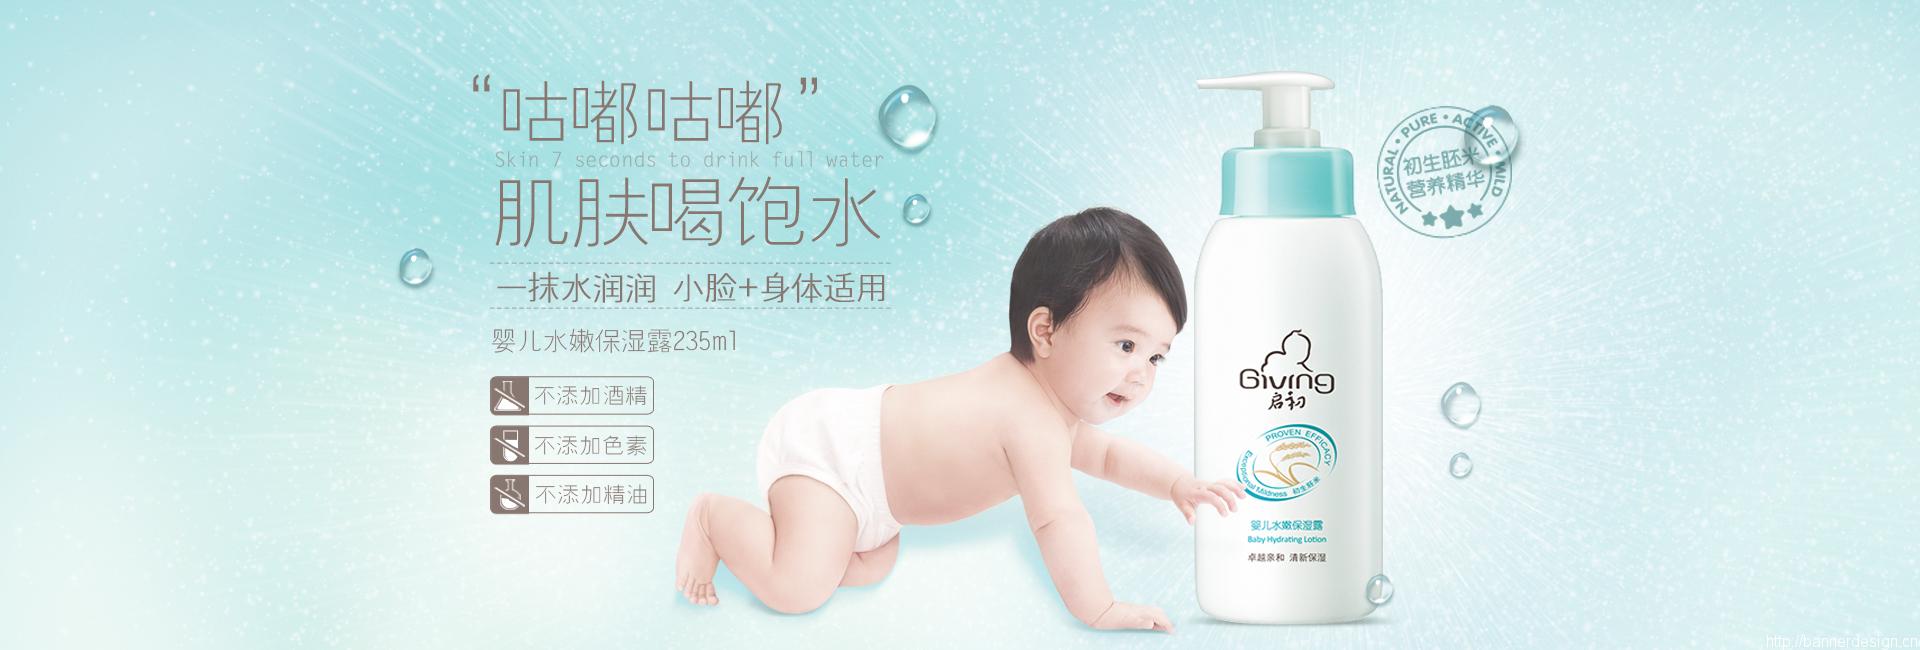 “咕嘟咕嘟”
Skin 7 seconds to drink full water
肌肤喝饱水
一抹水润润 小脸+身体适用
婴儿水嫩保湿露235ml
不添加酒精
不添加色素
不添加精油
NATURAL • PURE • ACTIVE • MILD
初生胚米
营养精华
Giving
启初
PROVEN EFFICACY
Exceptional Mildness 初生胚米
婴儿水嫩保湿露
Baby Hydrating Lotion
卓越亲和 清新保湿
http://bannerdesign.cn